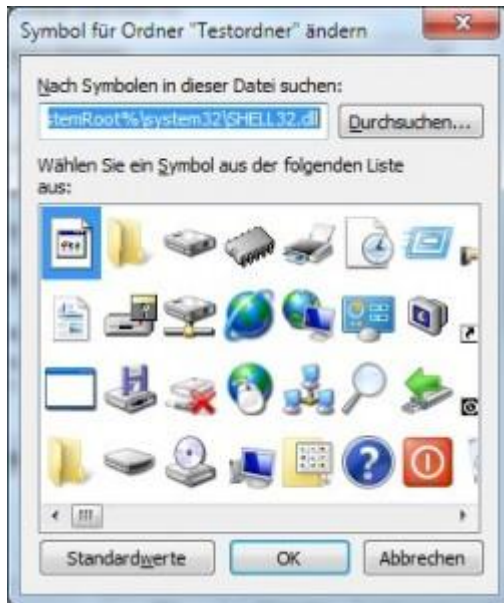 Symbol für Ordner "Testordner" ändern
Nach Symbolen in dieser Datei suchen:
stemRoot%\system32\SHELL32.dll
Durchsuchen...
Wählen Sie ein Symbol aus der folgenden Liste
aus:
Standardwerte
OK
Abbrechen